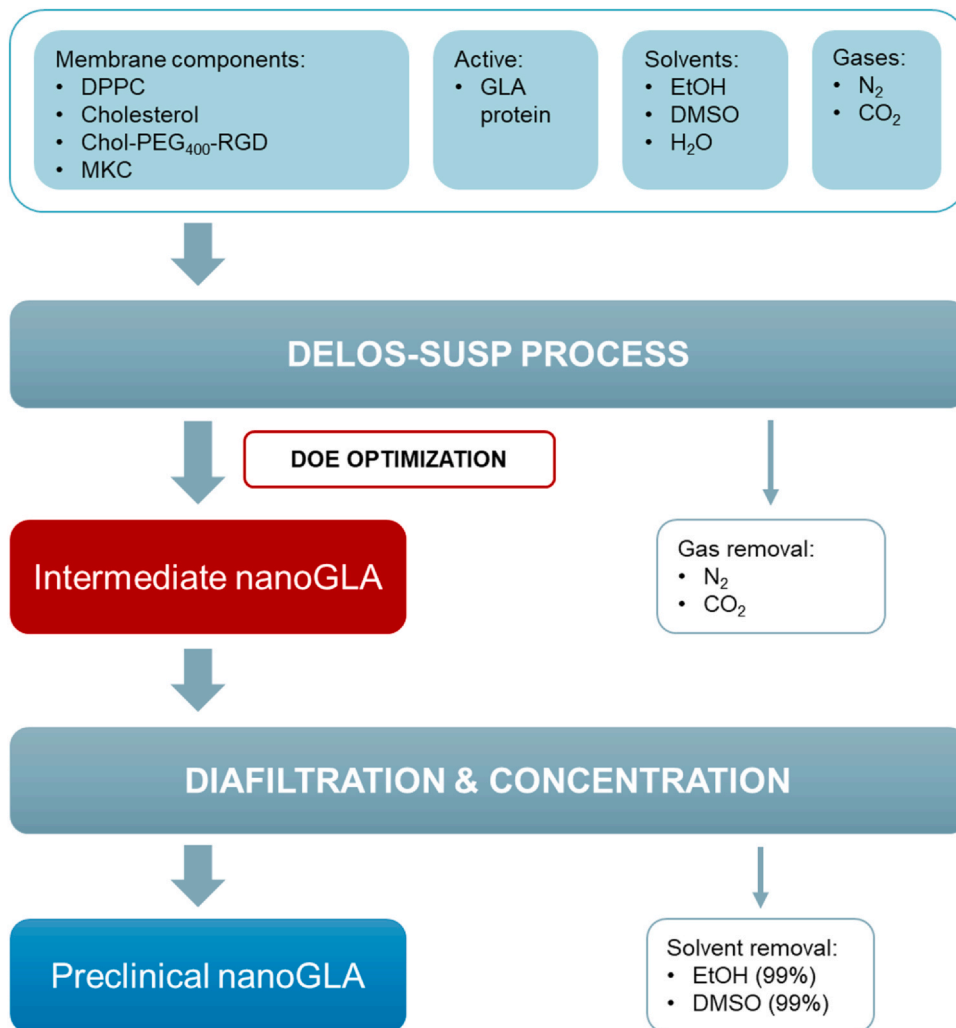 Membrane components:
• DPPC
• Cholesterol
• Chol-PEG₄₀₀-RGD
• MKC
Active:
• GLA
protein
Solvents:
• EtOH
• DMSO
• H₂O
Gases:
• N₂
• CO₂
DELOS-SUSP PROCESS
DOE OPTIMIZATION
Intermediate nanoGLA
Gas removal:
• N₂
• CO₂
DIAFILTRATION & CONCENTRATION
Preclinical nanoGLA
Solvent removal:
• EtOH (99%)
• DMSO (99%)